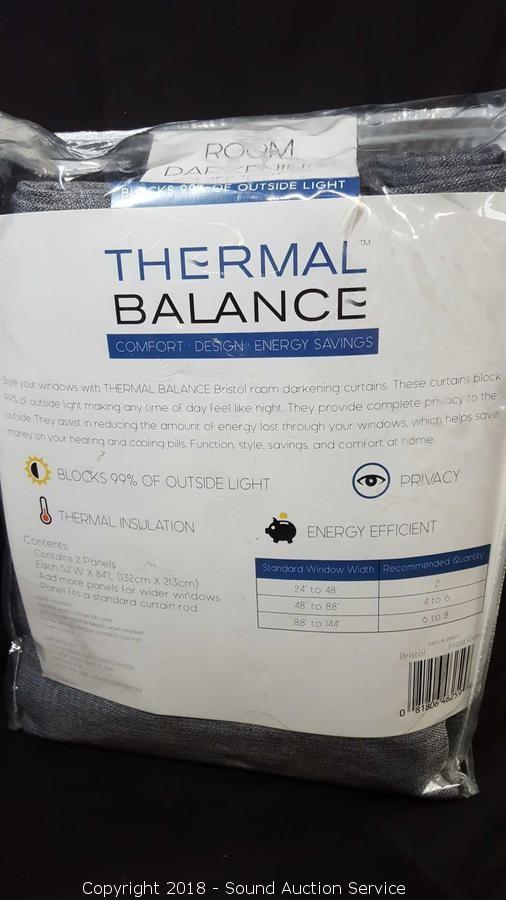 ROOM
DARKENING
BLOCKS 99% OF OUTSIDE LIGHT
THERMAL™
BALANCE
COMFORT · DESIGN · ENERGY SAVINGS
Style your windows with THERMAL BALANCE Bristol room darkening curtains. These curtains block
99% of outside light making any time of day feel like night. They provide complete privacy to the
outside. They assist in reducing the amount of energy lost through your windows, which helps save
money on your heating and cooling bills. Function, style, savings, and comfort at home.
BLOCKS 99% OF OUTSIDE LIGHT
PRIVACY
THERMAL INSULATION
ENERGY EFFICIENT
Contents:
Contains 2 Panels
Each 52"W X 84"L (132cm X 213cm)
Add more panels for wider windows
Panel fits a standard curtain rod
Standard Window Width Recommended Quantity
24" to 48" 2
48" to 88" 4 to 6
88" to 144" 6 to 8
Bristol
0 81806 46259
Copyright 2018 - Sound Auction Service